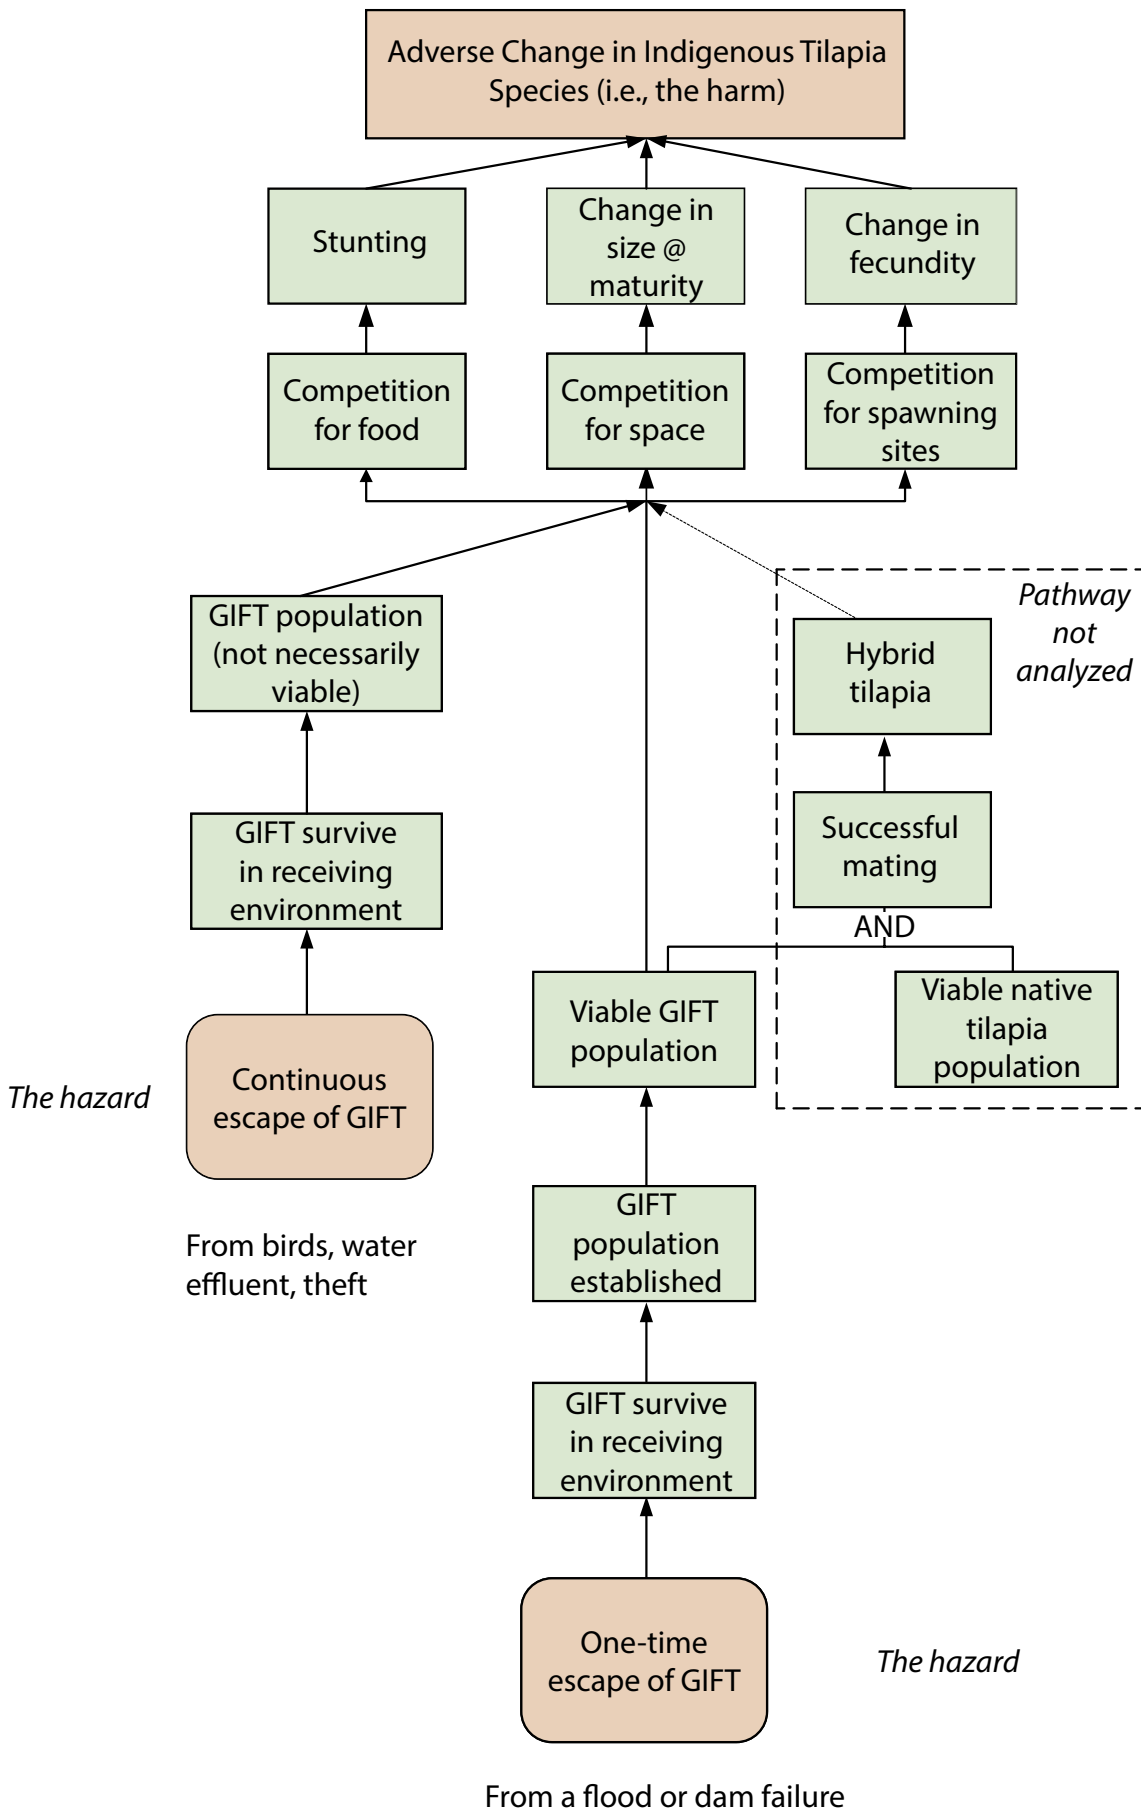 Adverse Change in Indigenous Tilapia
Species (i.e., the harm)
Stunting
Change in
size @
maturity
Change in
fecundity
Competition
for food
Competition
for space
Competition
for spawning
sites
Pathway
not
analyzed
GIFT population
(not necessarily
viable)
Hybrid
tilapia
GIFT survive
in receiving
environment
Successful
mating
AND
Viable GIFT
population
Viable native
tilapia
population
The hazard
Continuous
escape of GIFT
From birds, water
effluent, theft
GIFT
population
established
GIFT survive
in receiving
environment
One-time
escape of GIFT
The hazard
From a flood or dam failure